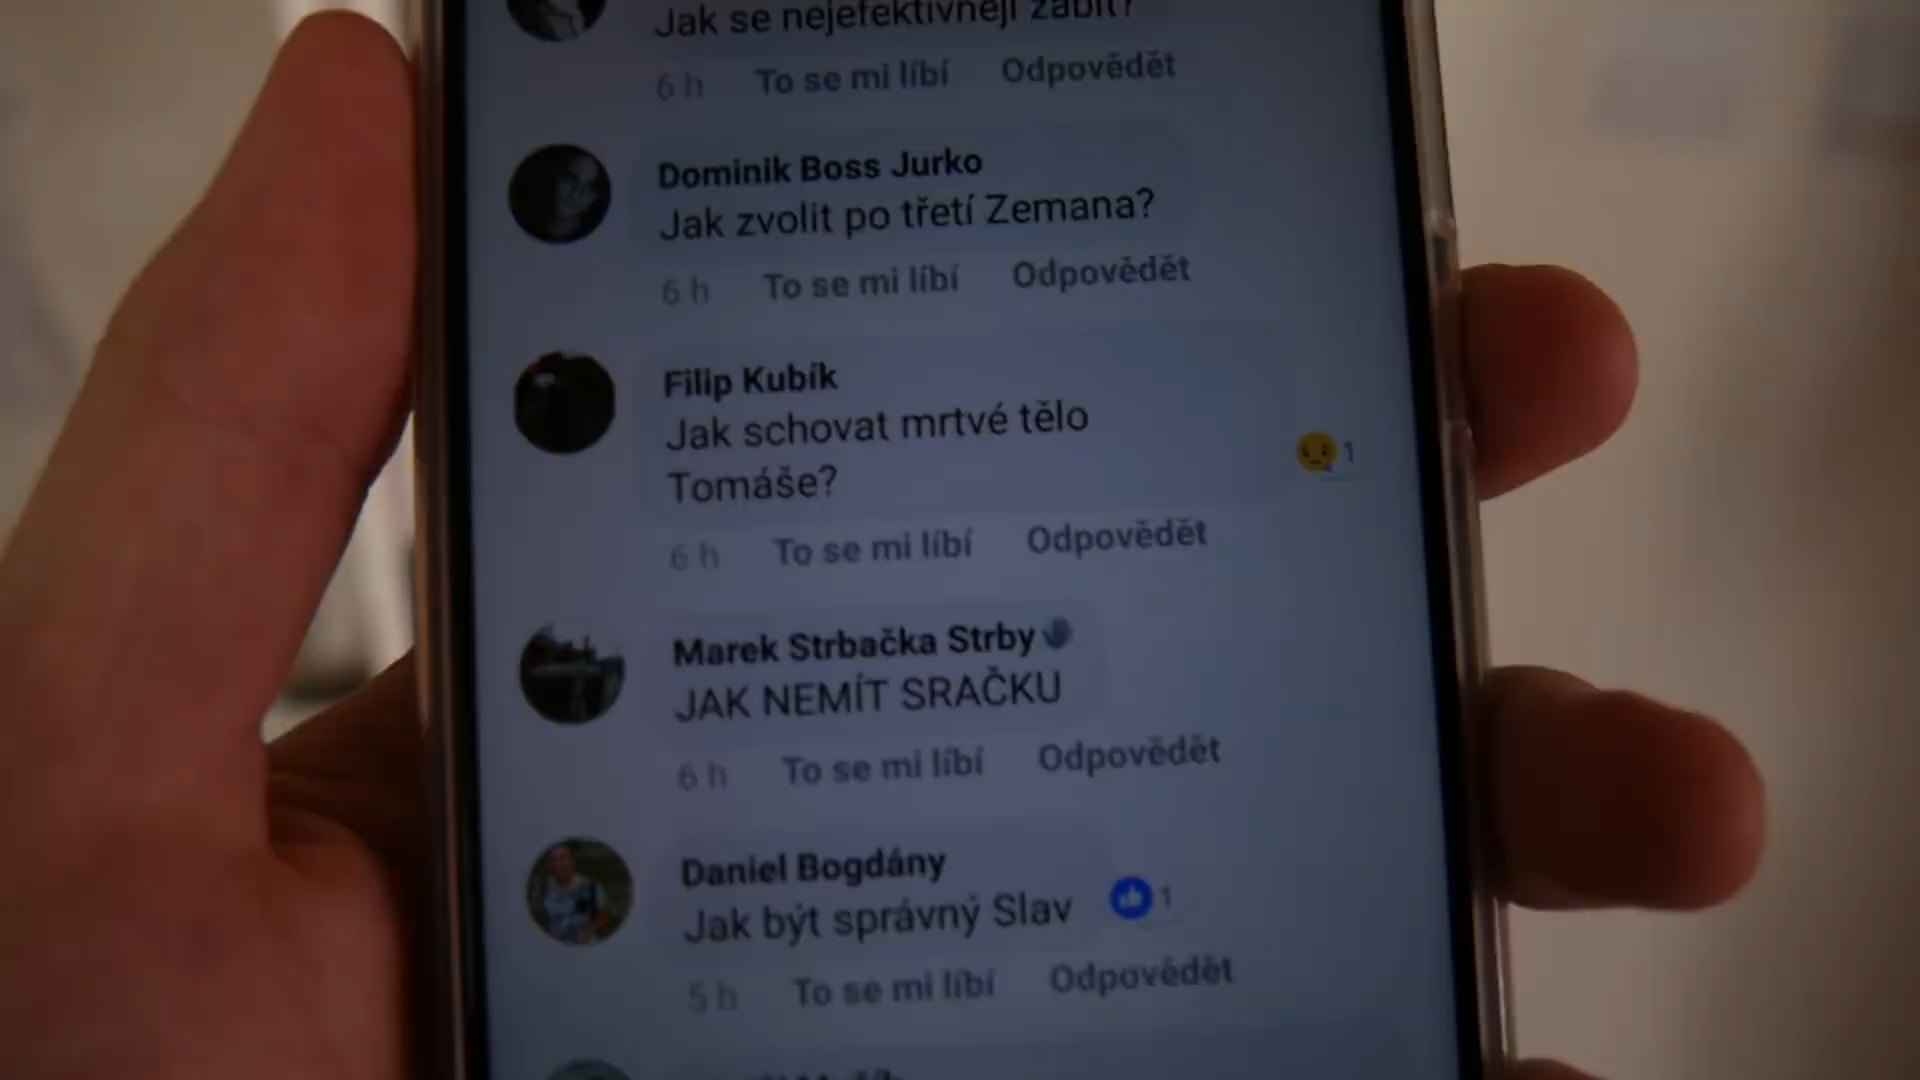 Jak se nejefektivněji zabít?
6 h To se mi líbí Odpovědět
Dominik Boss Jurko
Jak zvolit po třetí Zemana?
6 h To se mi líbí Odpovědět
Filip Kubík
Jak schovat mrtvé tělo
Tomáše?
1
6 h To se mi líbí Odpovědět
Marek Strbačka Strby
JAK NEMÍT SRAČKU
6 h To se mi líbí Odpovědět
Daniel Bogdány
Jak být správný Slav 1
5 h To se mi líbí Odpovědět